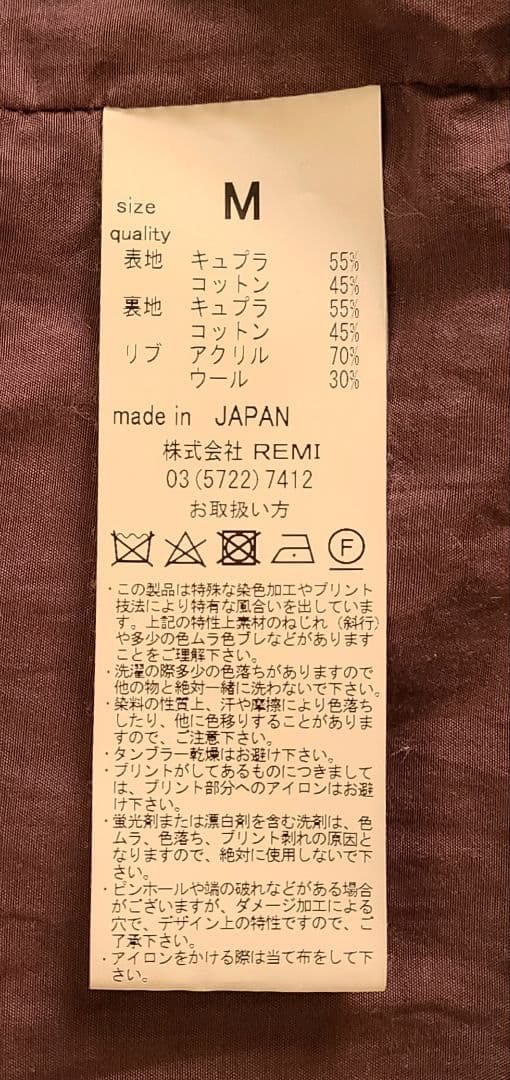 size M
quality
表地 キュプラ 55%
コットン 45%
裏地 キュプラ 55%
コットン 45%
リブ アクリル 70%
ウール 30%
made in JAPAN
株式会社 REMI
03(5722)7412
お取扱い方
F
・この製品は特殊な染色加工やプリント
技法により特有な風合いを出していま
す。上記の特性上素材のねじれ（斜行）
や多少の色ムラ色ブレなどがあります
ことをご理解下さい。
・洗濯の際多少の色落ちがありますので
他の物と絶対一緒に洗わないで下さい。
・染料の性質上、汗や摩擦により色落ち
したり、他に色移りすることがありま
すので、ご注意下さい。
・タンブラー乾燥はお避け下さい。
・プリントがしてあるものにつきまして
は、プリント部分へのアイロンはお避
け下さい。
・蛍光剤または漂白剤を含む洗剤は、色
ムラ、色落ち、プリント剥れの原因と
なりますので、絶対に使用しないで下
さい。
・ピンホールや端の破れなどがある場合
がございますが、ダメージ加工による
穴で、デザイン上の特性ですので、ご
了承下さい。
・アイロンをかける際は当て布をして下
さい。